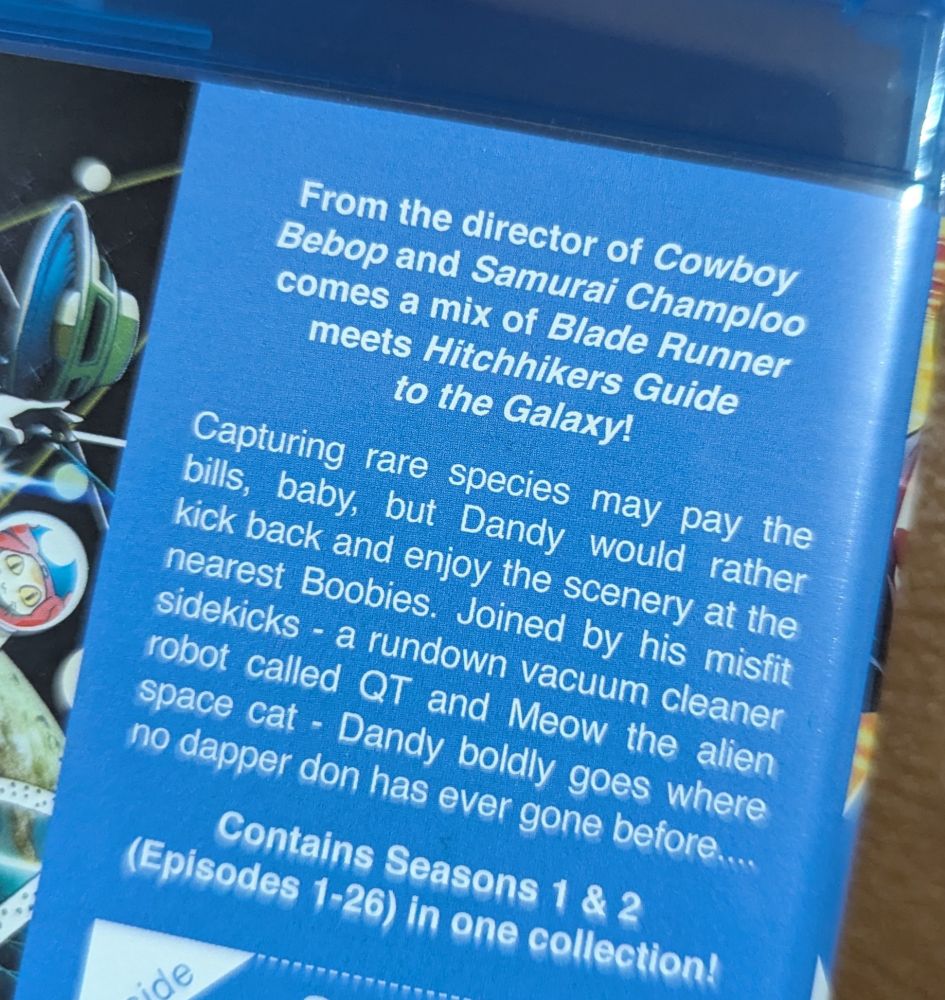 From the director of Cowboy
Bebop and Samurai Champloo
comes a mix of Blade Runner
meets Hitchhikers Guide
to the Galaxy!
Capturing rare species may pay the
bills, baby, but Dandy would rather
kick back and enjoy the scenery at the
nearest Boobies. Joined by his misfit
sidekicks - a rundown vacuum cleaner
robot called QT and Meow the alien
space cat - Dandy boldly goes where
no dapper don has ever gone before....
Contains Seasons 1 & 2
(Episodes 1-26) in one collection!